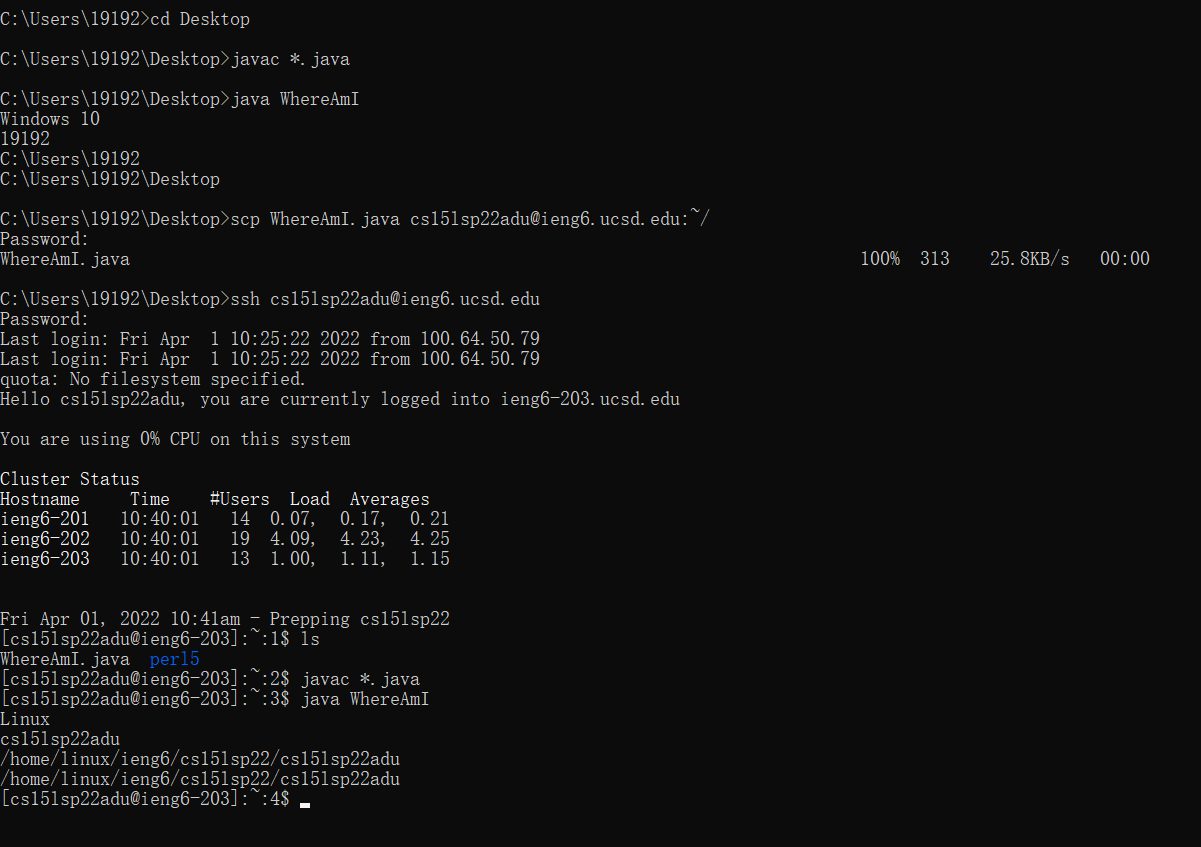 C:\Users\19192>cd Desktop
C:\Users\19192\Desktop>javac *.java
C:\Users\19192\Desktop>java WhereAmI
Windows 10
19192
C:\Users\19192
C:\Users\19192\Desktop
C:\Users\19192\Desktop>scp WhereAmI.java cs15lsp22adu@ieng6.ucsd.edu:~/
Password:
WhereAmI.java 100% 313 25.8KB/s 00:00
C:\Users\19192\Desktop>ssh cs15lsp22adu@ieng6.ucsd.edu
Password:
Last login: Fri Apr  1 10:25:22 2022 from 100.64.50.79
Last login: Fri Apr  1 10:25:22 2022 from 100.64.50.79
quota: No filesystem specified.
Hello cs15lsp22adu, you are currently logged into ieng6-203.ucsd.edu
You are using 0% CPU on this system
Cluster Status
Hostname     Time    #Users  Load  Averages
ieng6-201   10:40:01   14  0.07,  0.17,  0.21
ieng6-202   10:40:01   19  4.09,  4.23,  4.25
ieng6-203   10:40:01   13  1.00,  1.11,  1.15
Fri Apr 01, 2022 10:41am - Prepping cs15lsp22
[cs15lsp22adu@ieng6-203]:~:1$ ls
WhereAmI.java  perl5
[cs15lsp22adu@ieng6-203]:~:2$ javac *.java
[cs15lsp22adu@ieng6-203]:~:3$ java WhereAmI
Linux
cs15lsp22adu
/home/linux/ieng6/cs15lsp22/cs15lsp22adu
/home/linux/ieng6/cs15lsp22/cs15lsp22adu
[cs15lsp22adu@ieng6-203]:~:4$